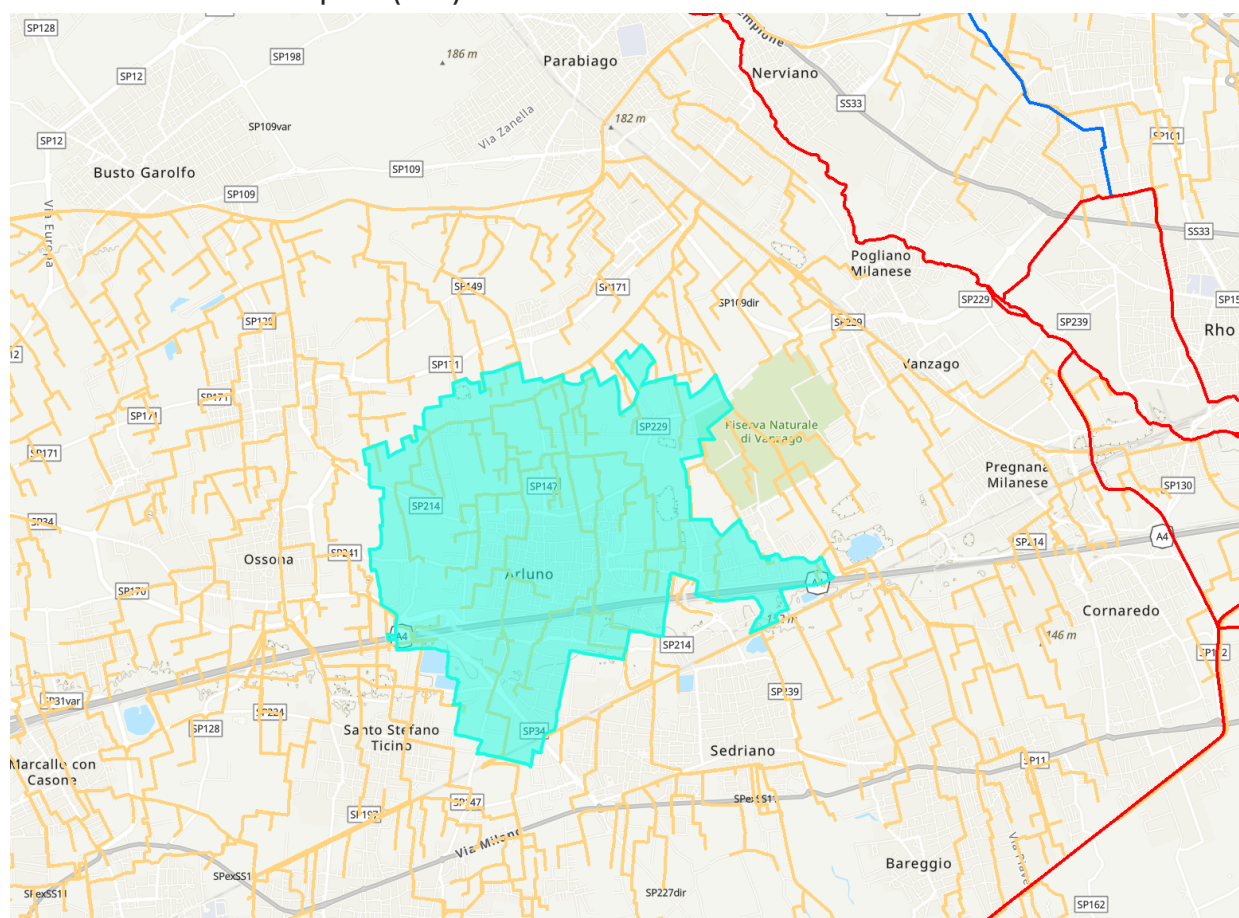 SP128
SP198
186 m
Parabiago
Nerviano
SP12
SS33
SP109var
Via Zanella
182 m
SP12
SP101
Busto Garolfo
SP109
SP109
Via Europa
SS33
Pogliano
Milanese
SP149
SP171
SP109dir
SP229
SP229
SP239
Rho
SP171
Vanzago
SP171
SP171
SP229
Riserva Naturale
di Vanzago
SP171
Pregnana
Milanese
SP147
SP130
SP214
SP34
Ossona
SP241
SP214
A4
Arluno
A4
SP170
Cornaredo
A4
SP214
146 m
SP31var
SP239
SP128
Santo Stefano
Ticino
SP34
Sedriano
Marcallo con
Casone
SP11
SP147
SPexSS11
SP197
Via Milano
Bareggio
Via Piave
SPexSS1
SPexSS11
SP227dir
SP162